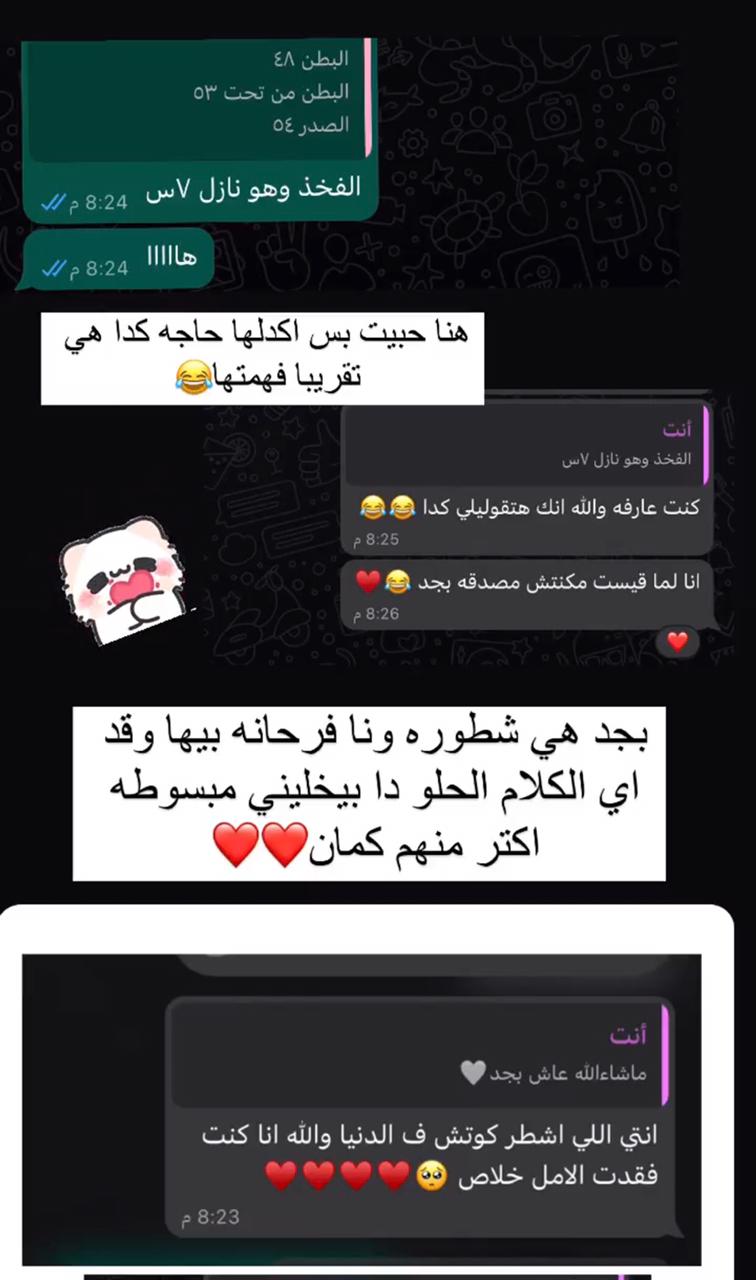 البطن ٤٨
البطن من تحت ٥٣
الصدر ٥٤
الفخذ وهو نازل ٧س
8:24 م
هااااا
8:24 م
هنا حبيت بس اكدلها حاجه كدا هي
تقريبا فهمتها😂
أنت
الفخذ وهو نازل ٧س
كنت عارفه والله انك هتقوليلي كدا 😂😂
8:25 م
انا لما قيست مكنتش مصدقه بجد 😂♥️
8:26 م
بجد هي شطوره ونا فرحانه بيها وقد
اي الكلام الحلو دا بيخليني مبسوطه
اكتر منهم كمان❤️❤️
أنت
ماشاءالله عاش بجد🤍
انتي اللي اشطر كوتش ف الدنيا والله انا كنت
فقدت الامل خلاص 🥺♥️♥️♥️♥️
8:23 م